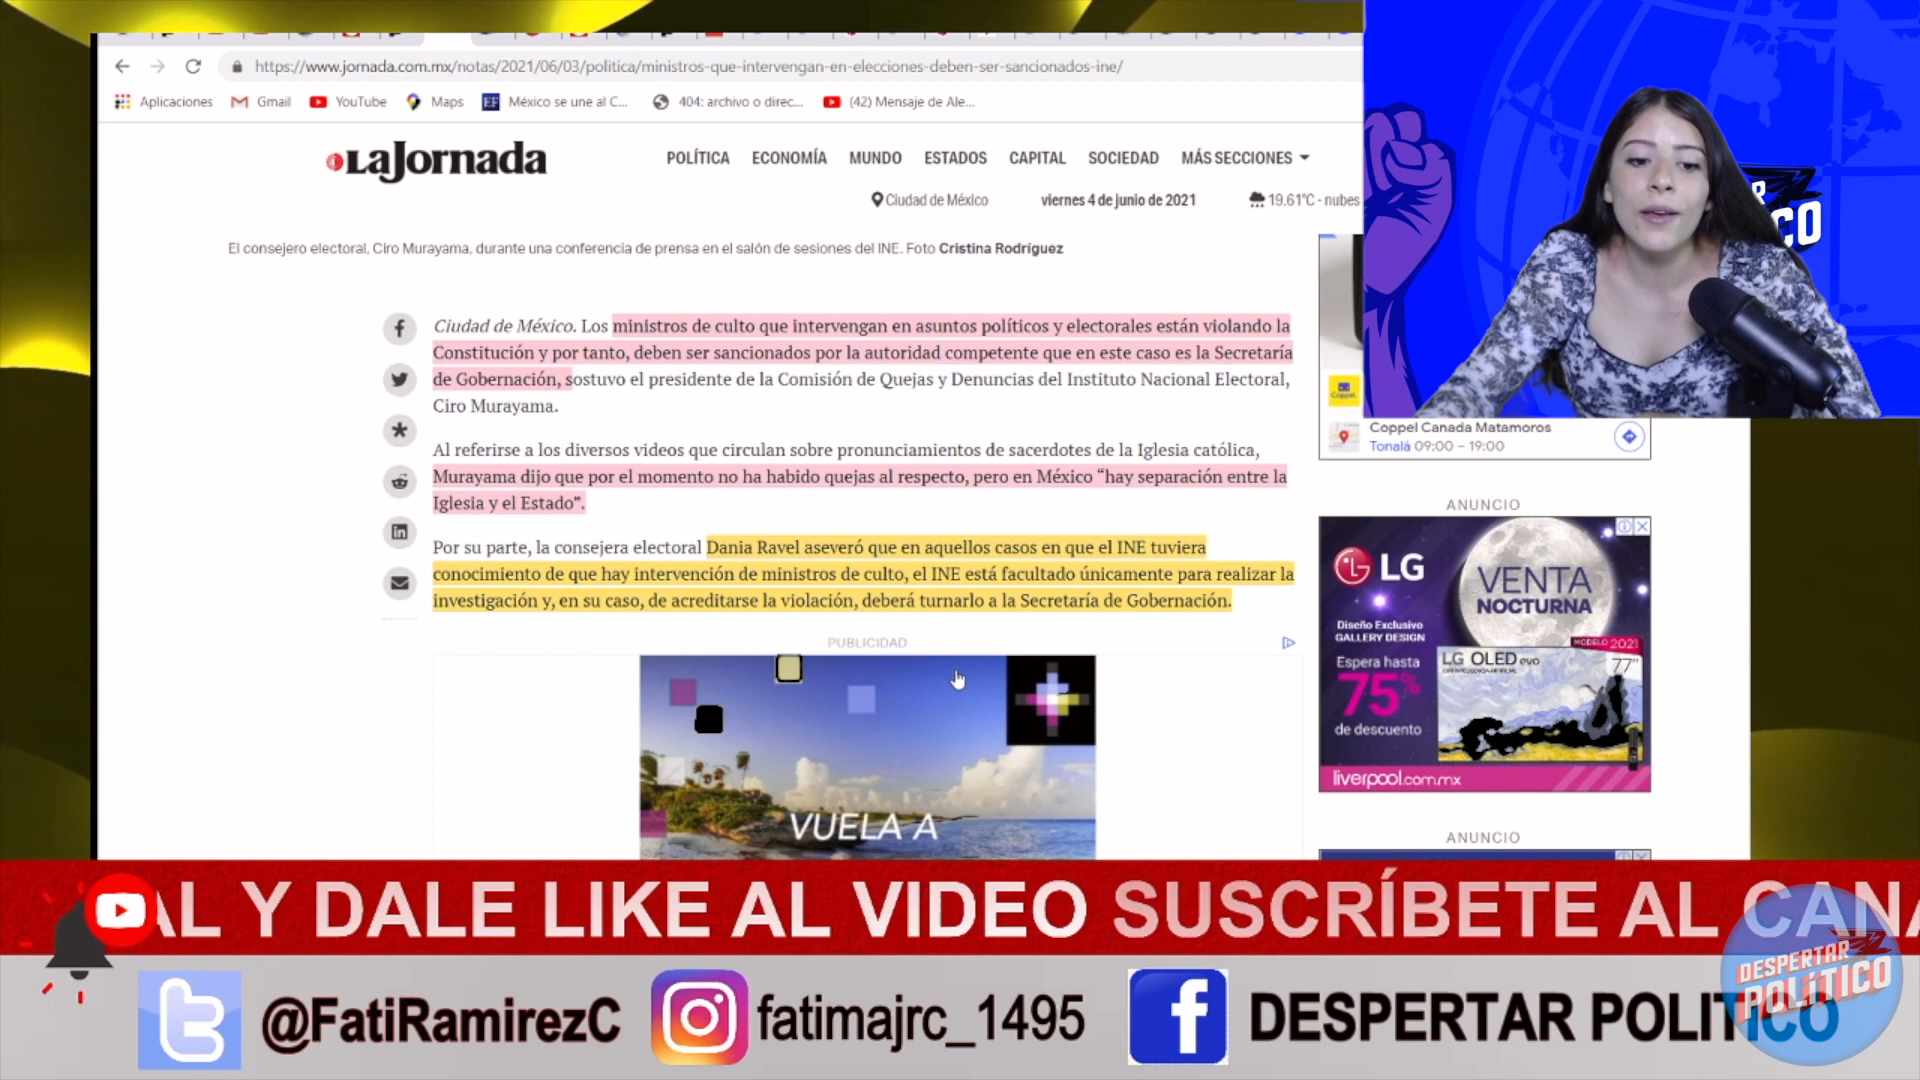 https://www.jornada.com.mx/notas/2021/06/03/politica/ministros-que-intervengan-en-elecciones-deben-ser-sancionados-ine/
Aplicaciones Gmail YouTube Maps EF México se une al C... 404: archivo o direc... (42) Mensaje de Ale...
LaJornada
POLÍTICA ECONOMÍA MUNDO ESTADOS CAPITAL SOCIEDAD MÁS SECCIONES
Ciudad de México viernes 4 de junio de 2021 19.61°C - nubes
El consejero electoral, Ciro Murayama, durante una conferencia de prensa en el salón de sesiones del INE. Foto Cristina Rodríguez
Ciudad de México. Los ministros de culto que intervengan en asuntos políticos y electorales están violando la
Constitución y por tanto, deben ser sancionados por la autoridad competente que en este caso es la Secretaría
de Gobernación, sostuvo el presidente de la Comisión de Quejas y Denuncias del Instituto Nacional Electoral,
Ciro Murayama.
Al referirse a los diversos videos que circulan sobre pronunciamientos de sacerdotes de la Iglesia católica,
Murayama dijo que por el momento no ha habido quejas al respecto, pero en México “hay separación entre la
Iglesia y el Estado”.
Por su parte, la consejera electoral Dania Ravel aseveró que en aquellos casos en que el INE tuviera
conocimiento de que hay intervención de ministros de culto, el INE está facultado únicamente para realizar la
investigación y, en su caso, de acreditarse la violación, deberá turnarlo a la Secretaría de Gobernación.
PUBLICIDAD
VUELA A
R
CO
Coppel
Coppel Canada Matamoros
Tonalá 09:00 – 19:00
ANUNCIO
LG
VENTA
NOCTURNA
Diseño Exclusivo
GALLERY DESIGN
MODELO 2021
Espera hasta
75%
de descuento
LG OLED evo
77"
liverpool.com.mx
ANUNCIO
AL Y DALE LIKE AL VIDEO SUSCRÍBETE AL CANA
@FatiRamirezC fatimajrc_1495 DESPERTAR POLITICO
DESPERTAR
POLÍTICO